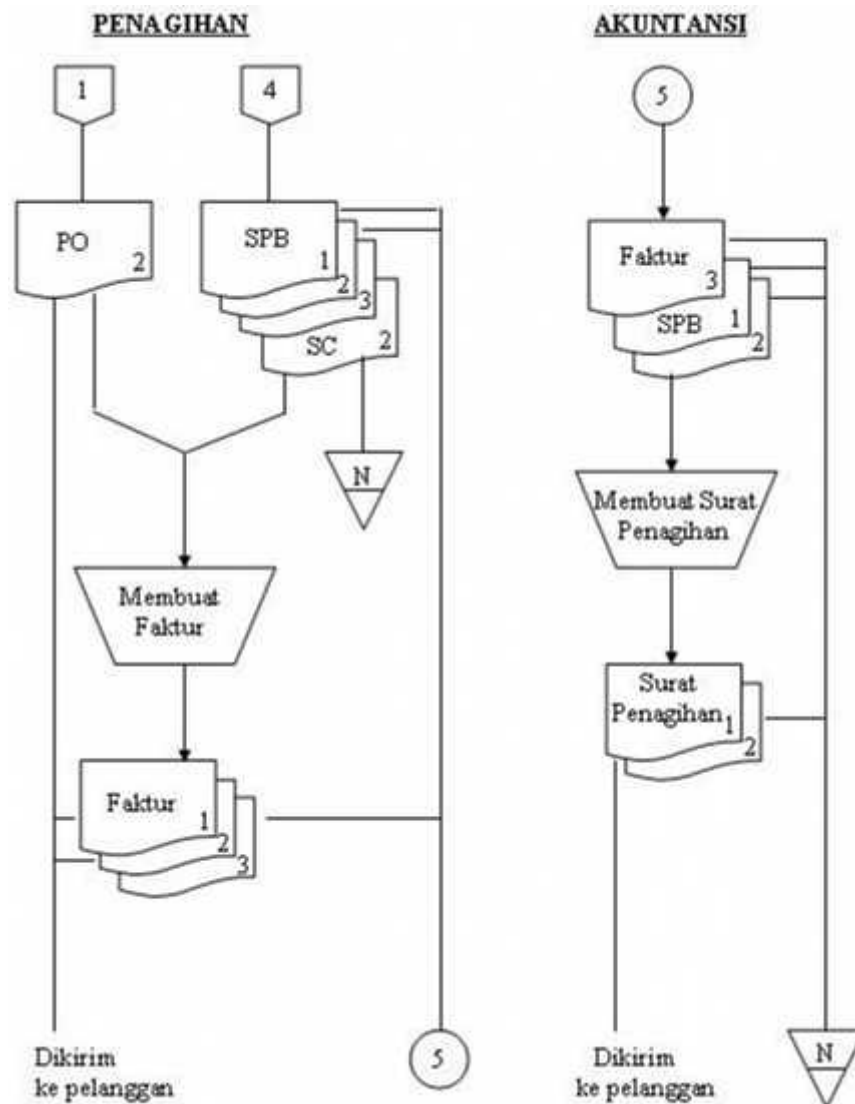 PENAGIHAN
1
4
PO
2
SPB
1
2
3
SC
2
N
Membuat
Faktur
Faktur
1
2
3
Dikirim
ke pelanggan
5
AKUNTANSI
5
Faktur
3
SPB
1
2
Membuat Surat
Penagihan
Surat
Penagihan
1
2
Dikirim
ke pelanggan
N